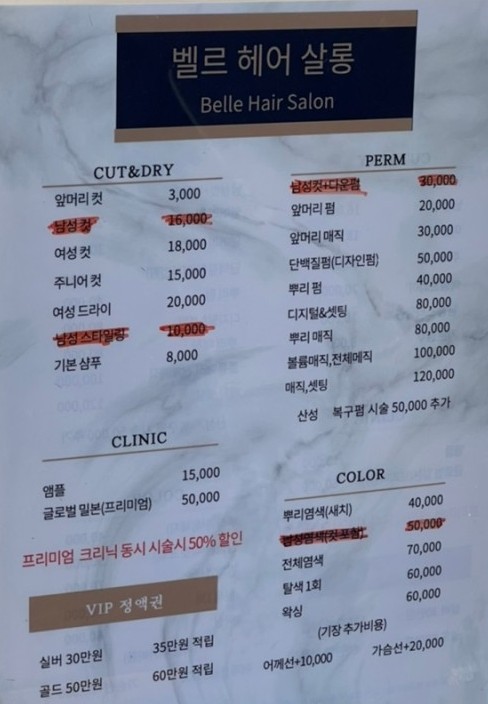 벨르 헤어 살롱
Belle Hair Salon
CUT&DRY
앞머리 컷 3,000
남성 컷 16,000
여성 컷 18,000
주니어 컷 15,000
여성 드라이 20,000
남성 스타일링 10,000
기본 샴푸 8,000
PERM
남성컷+다운펌 30,000
앞머리 펌 20,000
앞머리 매직 30,000
단백질펌(디자인펌) 50,000
뿌리 펌 40,000
디지털&셋팅 80,000
뿌리 매직 80,000
볼륨매직,전체메직 100,000
매직,셋팅 120,000
산성 복구펌 시술 50,000 추가
CLINIC
앰플 15,000
글로벌 밀본(프리미엄) 50,000
프리미엄 크리닉 동시 시술시 50% 할인
VIP 정액권
실버 30만원 35만원 적립
골드 50만원 60만원 적립
COLOR
뿌리염색(새치) 40,000
남성염색(컷 포함) 50,000
전체염색 70,000
탈색 1회 60,000
왁싱 60,000
(기장 추가비용)
어께선+10,000 가슴선+20,000